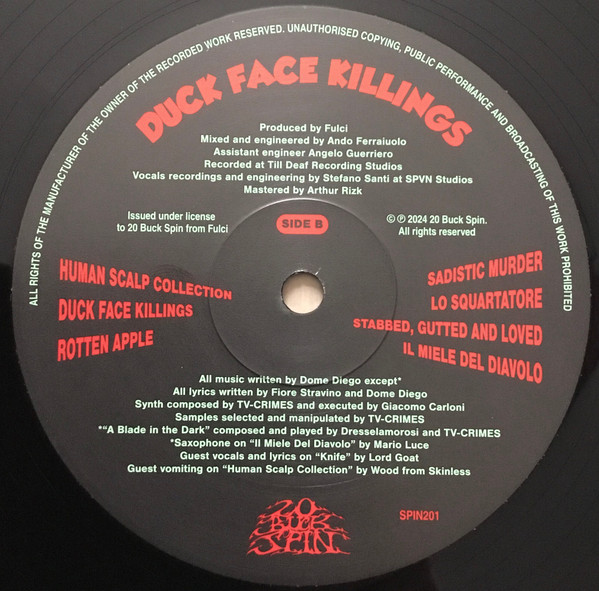 ALL RIGHTS OF THE MANUFACTURER OF THE OWNER OF THE RECORDED WORK RESERVED. UNAUTHORISED COPYING, PUBLIC PERFORMANCE AND BROADCASTING OF THIS WORK PROHIBITED
DUCK FACE KILLINGS
Produced by Fulci
Mixed and engineered by Ando Ferraiuolo
Assistant engineer Angelo Guerriero
Recorded at Till Deaf Recording Studios
Vocals recordings and engineering by Stefano Santi at SPVN Studios
Mastered by Arthur Rizk
Issued under license
to 20 Buck Spin from Fulci
SIDE B
© ℗ 2024 20 Buck Spin.
All rights reserved
HUMAN SCALP COLLECTION
DUCK FACE KILLINGS
ROTTEN APPLE
SADISTIC MURDER
LO SQUARTATORE
STABBED, GUTTED AND LOVED
IL MIELE DEL DIAVOLO
All music written by Dome Diego except*
All lyrics written by Fiore Stravino and Dome Diego
Synth composed by TV-CRIMES and executed by Giacomo Carloni
Samples selected and manipulated by TV-CRIMES
*"A Blade in the Dark" composed and played by Dresselamorosi and TV-CRIMES
*Saxophone on "Il Miele Del Diavolo" by Mario Luce
Guest vocals and lyrics on "Knife" by Lord Goat
Guest vomiting on "Human Scalp Collection" by Wood from Skinless
20
BUCK
SPIN
SPIN201